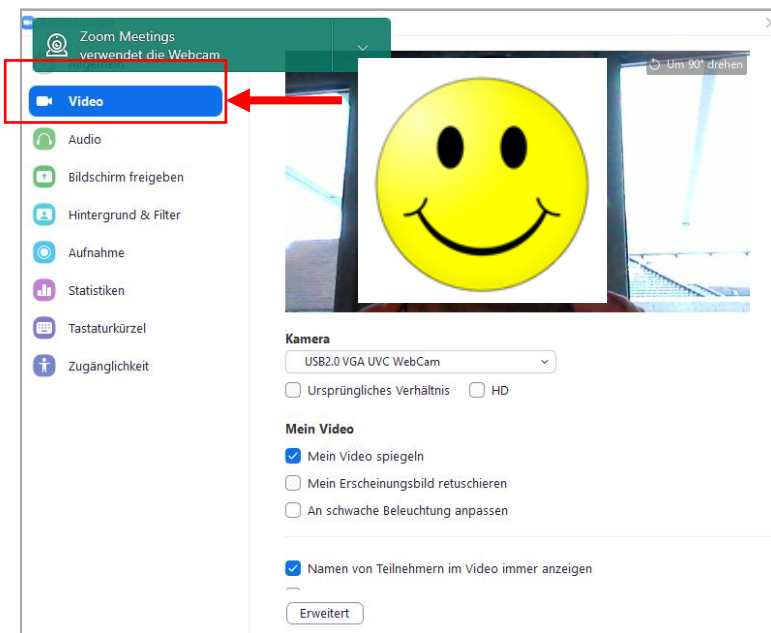 Zoom Meetings
verwendet die Webcam
Allgemein
Um 90° drehen
Video
Audio
Bildschirm freigeben
Hintergrund & Filter
Aufnahme
Statistiken
Tastaturkürzel
Zugänglichkeit
Kamera
USB2.0 VGA UVC WebCam
Ursprüngliches Verhältnis HD
Mein Video
Mein Video spiegeln
Mein Erscheinungsbild retuschieren
An schwache Beleuchtung anpassen
Namen von Teilnehmern im Video immer anzeigen
Erweitert